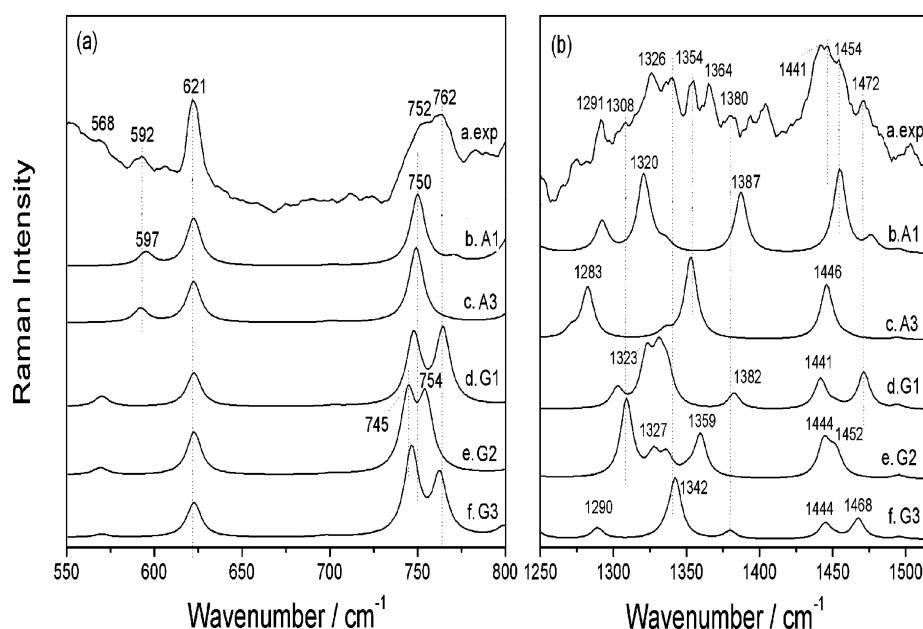 (a)
568
592
621
752
762
a.exp
750
597
b. A1
c. A3
d. G1
754
745
e. G2
f. G3
550
600
650
700
750
800
Wavenumber / cm-1
Raman Intensity
(b)
1291
1308
1326
1354
1364
1380
1441
1454
1472
a.exp
1320
1387
b. A1
1283
1446
c. A3
1323
1382
1441
d. G1
1327
1359
1444
1452
e. G2
1290
1342
1444
1468
f. G3
1250
1300
1350
1400
1450
1500
Wavenumber / cm-1